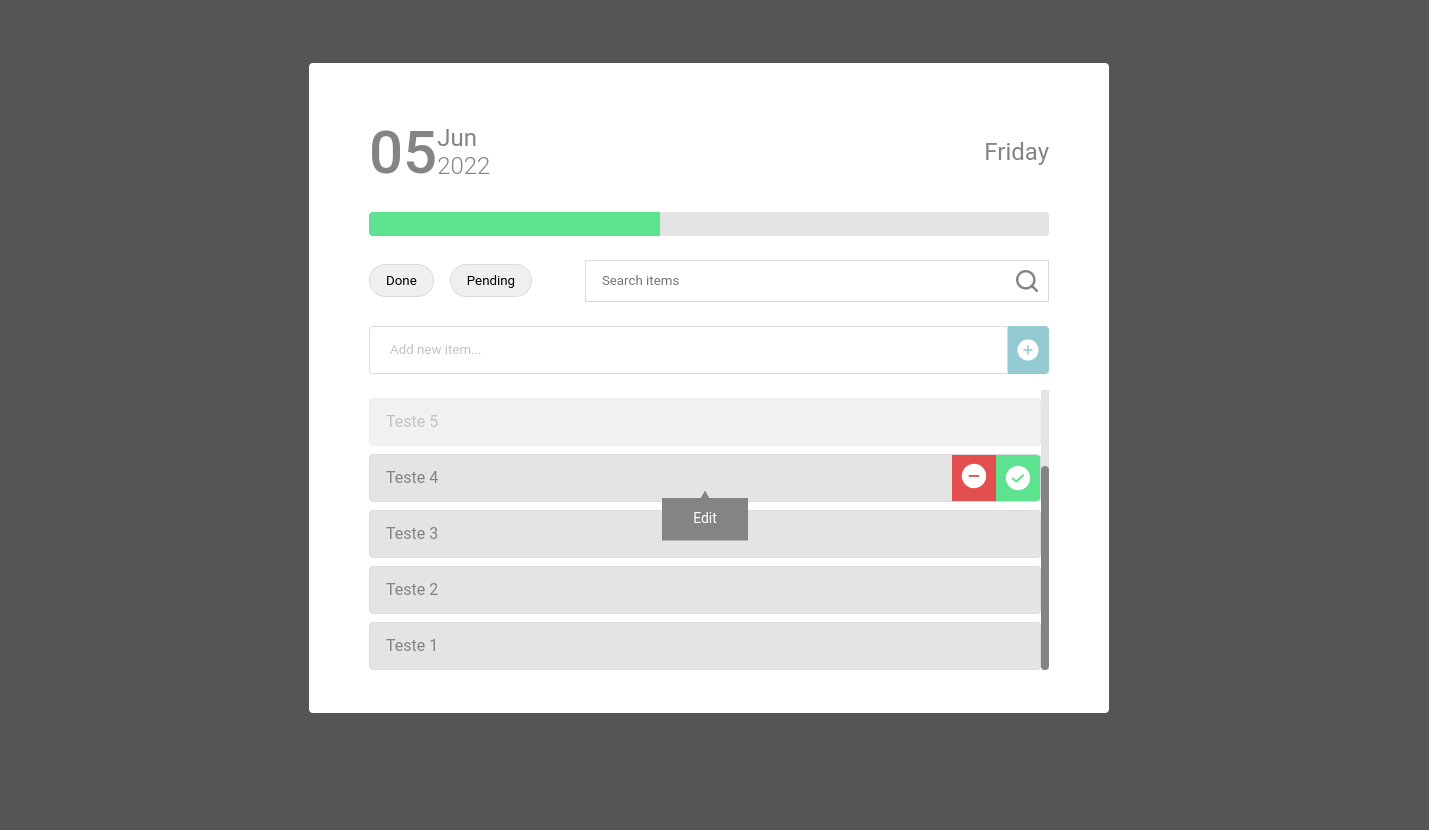 05
Jun
2022
Friday
Done
Pending
Search items
Add new item...
Teste 5
Teste 4
Edit
Teste 3
Teste 2
Teste 1